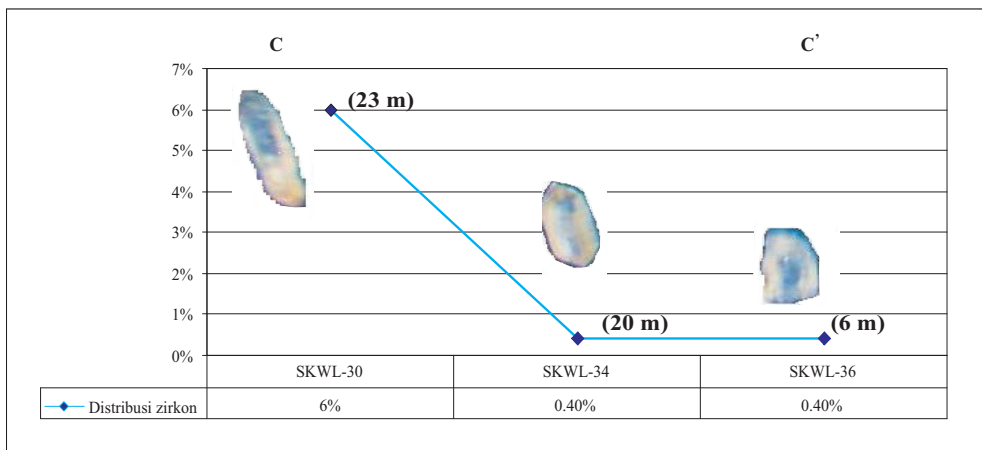 C C’
7%
(23 m)
6%
5%
4%
3%
2%
1% (20 m) (6 m)
0%
SKWL-30 SKWL-34 SKWL-36
Distribusi zirkon 6% 0.40% 0.40%